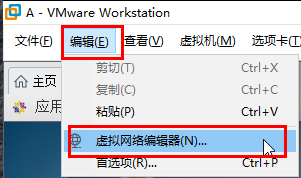 A - VMware Workstation
文件(F) 编辑(E) 查看(V) 虚拟机(M) 选项卡(T)
主页
剪切(T) Ctrl+X
复制(C) Ctrl+C
应用
粘贴(P) Ctrl+V
虚拟网络编辑器(N)...
首选项(R)... Ctrl+P